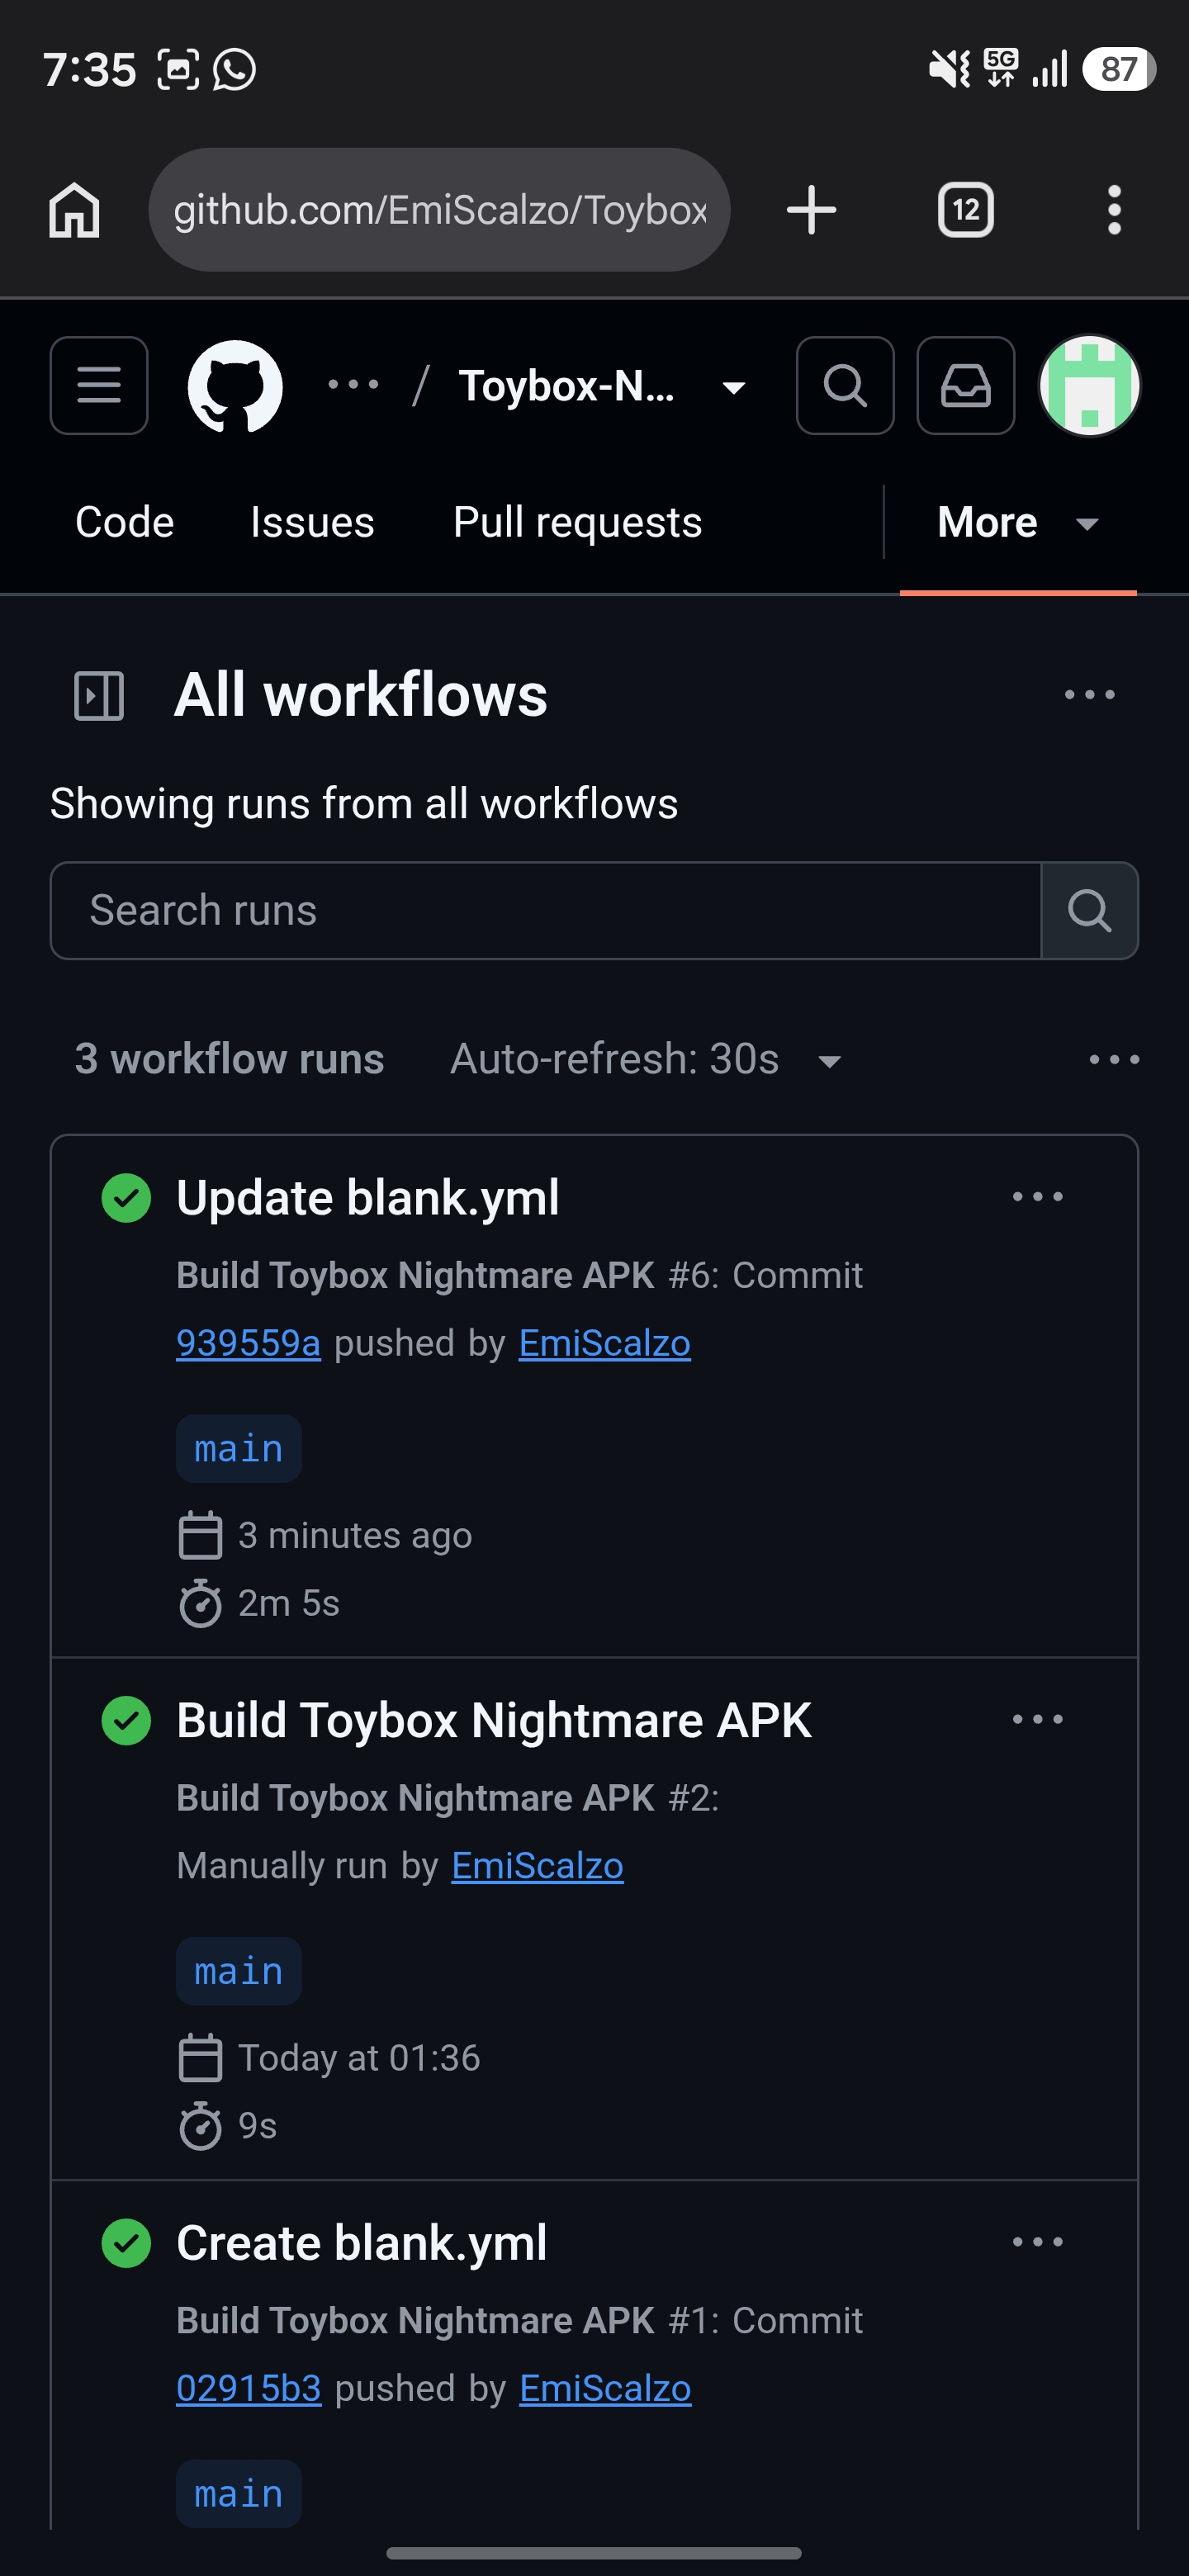 7:35
5G
87
github.com/EmiScalzo/Toybox
12
/ Toybox-N...
Code Issues Pull requests More
All workflows
Showing runs from all workflows
Search runs
3 workflow runs Auto-refresh: 30s
Update blank.yml
Build Toybox Nightmare APK #6: Commit
939559a pushed by EmiScalzo
main
3 minutes ago
2m 5s
Build Toybox Nightmare APK
Build Toybox Nightmare APK #2:
Manually run by EmiScalzo
main
Today at 01:36
9s
Create blank.yml
Build Toybox Nightmare APK #1: Commit
02915b3 pushed by EmiScalzo
main